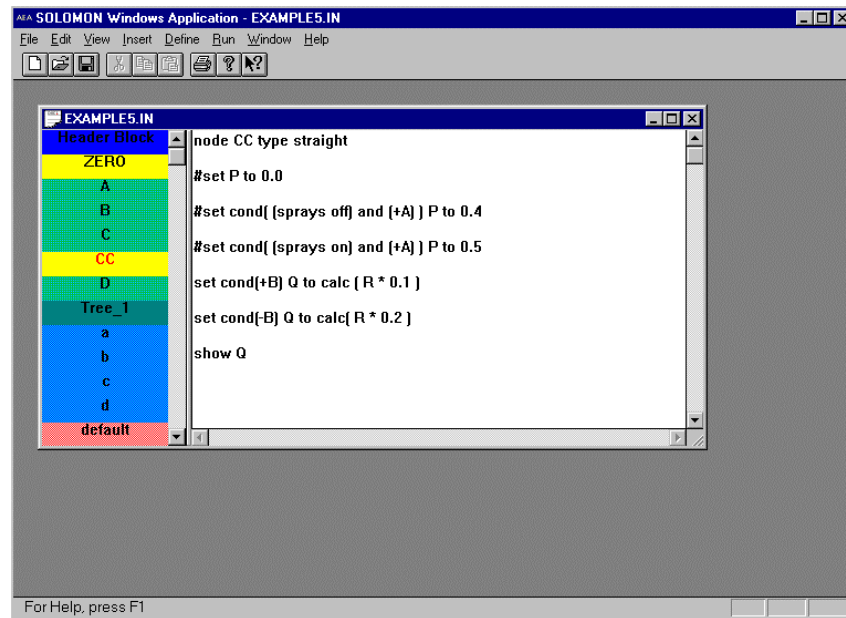 AEA SOLOMON Windows Application - EXAMPLE5.IN
File Edit View Insert Define Run Window Help
EXAMPLE5.IN
Header Block
ZERO
A
B
C
CC
D
Tree_1
a
b
c
d
default
node CC type straight
#set P to 0.0
#set cond( (sprays off) and (+A) ) P to 0.4
#set cond( (sprays on) and (+A) ) P to 0.5
set cond(+B) Q to calc ( R * 0.1 )
set cond(-B) Q to calc( R * 0.2 )
show Q
For Help, press F1